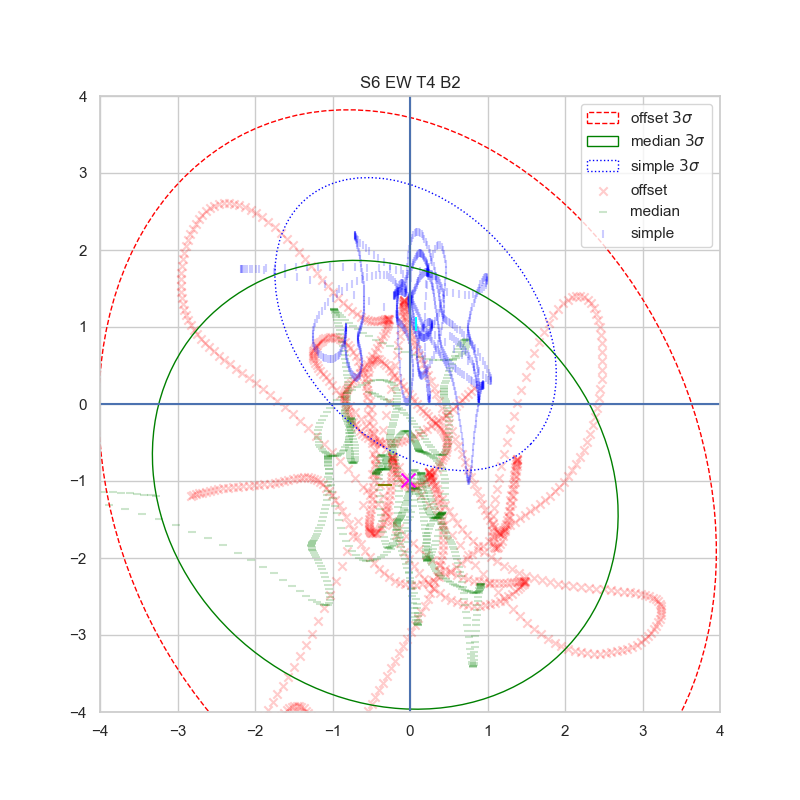 S6 EW T4 B2
offset 3σ
median 3σ
simple 3σ
offset
median
simple
4
3
2
1
0
−1
−2
−3
−4
−4 −3 −2 −1 0 1 2 3 4